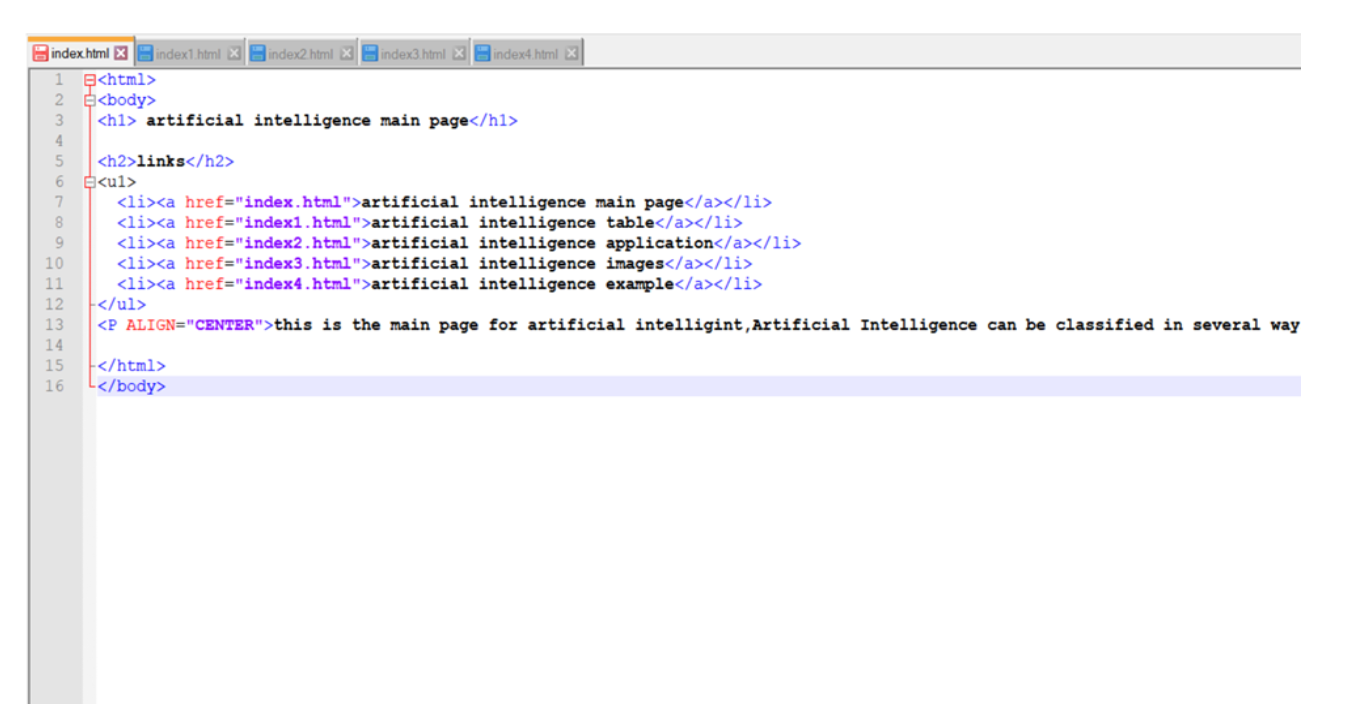 index.html index1.html index2.html index3.html index4.html
1 <html>
2 <body>
3 <h1> artificial intelligence main page</h1>
4
5 <h2>links</h2>
6 <ul>
7 <li><a href="index.html">artificial intelligence main page</a></li>
8 <li><a href="index1.html">artificial intelligence table</a></li>
9 <li><a href="index2.html">artificial intelligence application</a></li>
10 <li><a href="index3.html">artificial intelligence images</a></li>
11 <li><a href="index4.html">artificial intelligence example</a></li>
12 </ul>
13 <P ALIGN="CENTER">this is the main page for artificial intelligint,Artificial Intelligence can be classified in several way
14
15 </html>
16 </body>